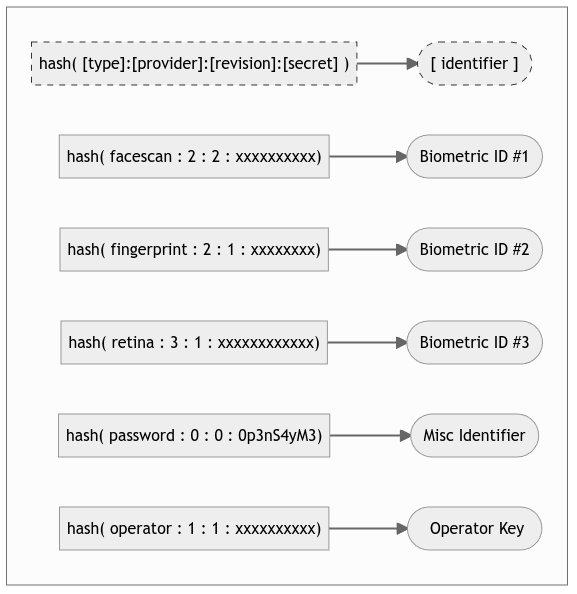 hash( [type]:[provider]:[revision]:[secret] )
[ identifier ]
hash( facescan : 2 : 2 : xxxxxxxxxx)
Biometric ID #1
hash( fingerprint : 2 : 1 : xxxxxxxx)
Biometric ID #2
hash( retina : 3 : 1 : xxxxxxxxxxxx)
Biometric ID #3
hash( password : 0 : 0 : 0p3nS4yM3)
Misc Identifier
hash( operator : 1 : 1 : xxxxxxxxxx)
Operator Key